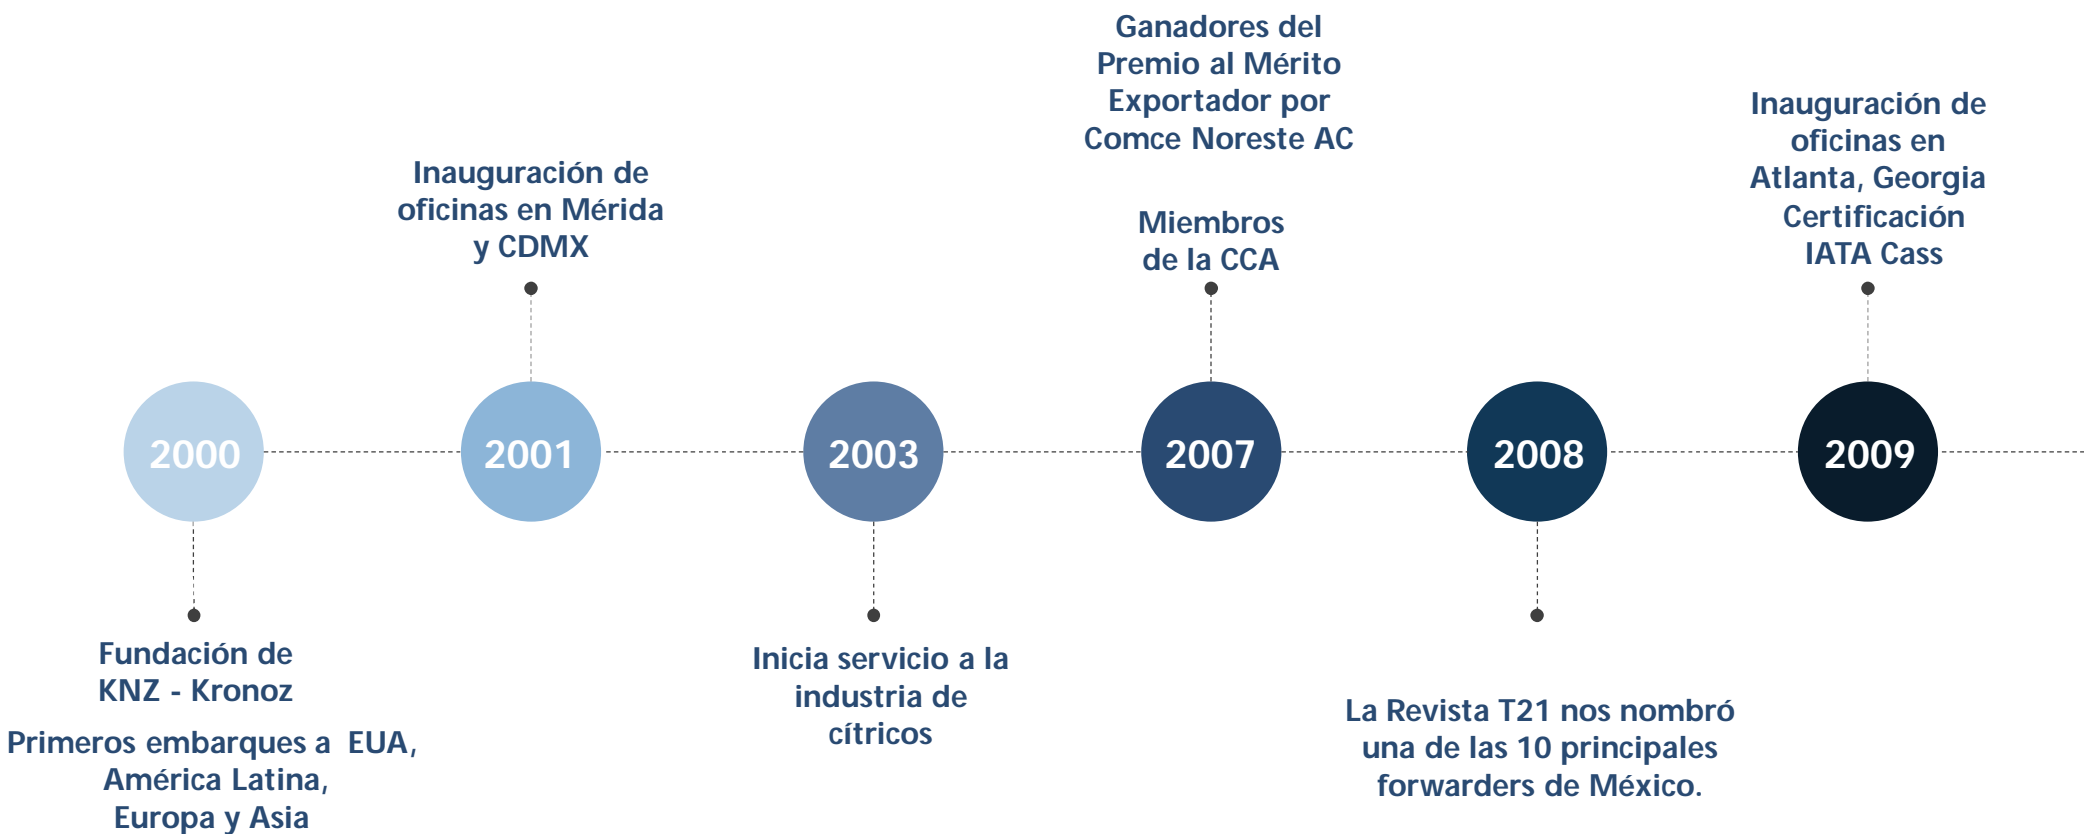 2000
Fundación de
KNZ - Kronoz
Primeros embarques a EUA,
América Latina,
Europa y Asia
Inauguración de
oficinas en Mérida
y CDMX
2001
2003
Inicia servicio a la
industria de
cítricos
Ganadores del
Premio al Mérito
Exportador por
Comce Noreste AC
Miembros
de la CCA
2007
2008
La Revista T21 nos nombró
una de las 10 principales
forwarders de México.
Inauguración de
oficinas en
Atlanta, Georgia
Certificación
IATA Cass
2009